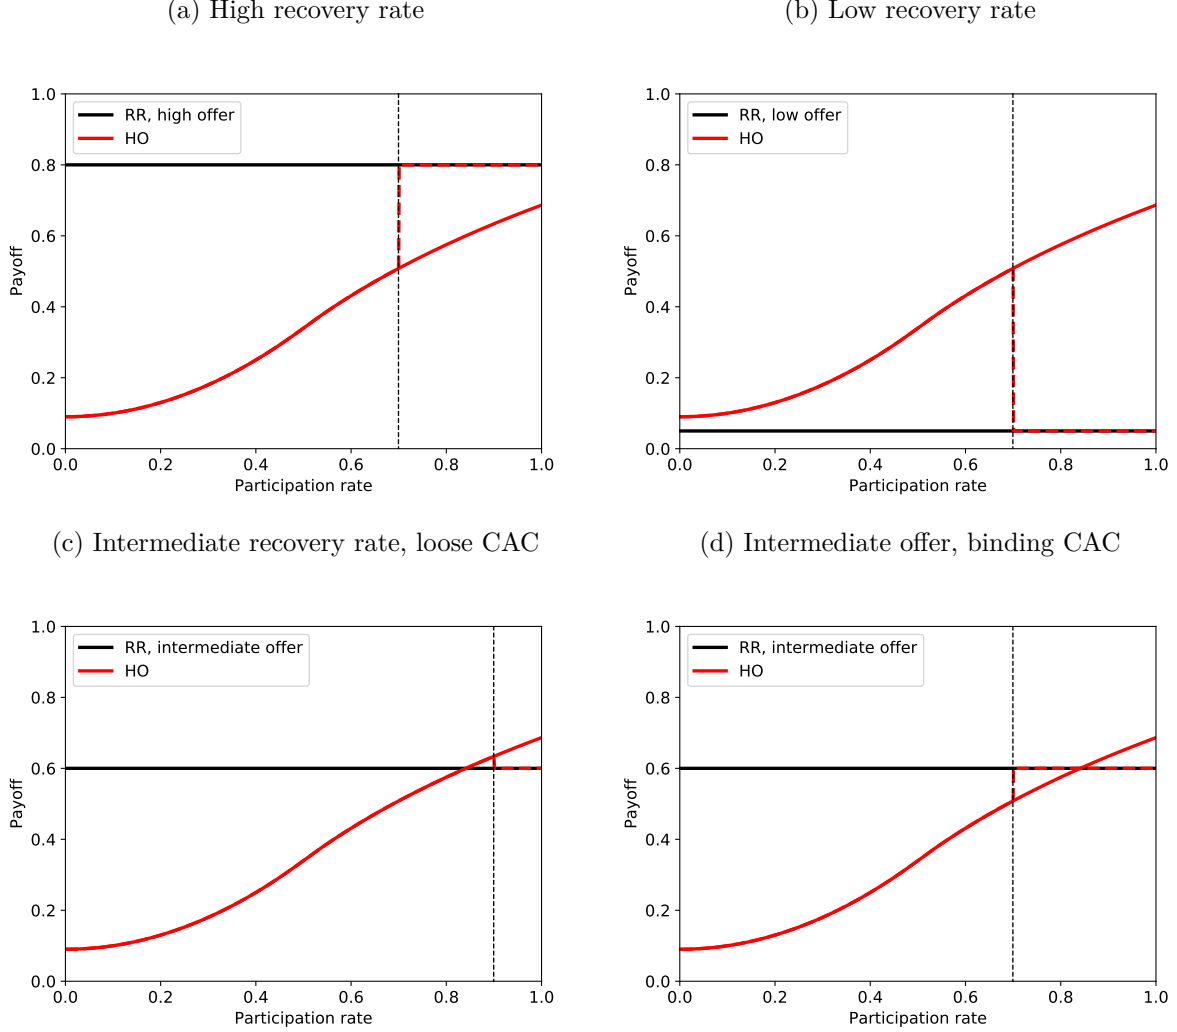 (a) High recovery rate
1.0
0.8
0.6
0.4
0.2
0.0
Payoff
RR, high offer
HO
0.0 0.2 0.4 0.6 0.8 1.0
Participation rate
(b) Low recovery rate
1.0
0.8
0.6
0.4
0.2
0.0
Payoff
RR, low offer
HO
0.0 0.2 0.4 0.6 0.8 1.0
Participation rate
(c) Intermediate recovery rate, loose CAC
1.0
0.8
0.6
0.4
0.2
0.0
Payoff
RR, intermediate offer
HO
0.0 0.2 0.4 0.6 0.8 1.0
Participation rate
(d) Intermediate offer, binding CAC
1.0
0.8
0.6
0.4
0.2
0.0
Payoff
RR, intermediate offer
HO
0.0 0.2 0.4 0.6 0.8 1.0
Participation rate